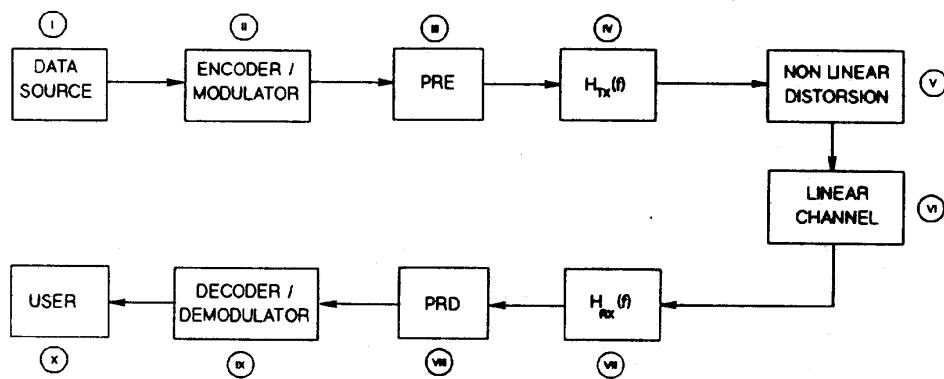 I
II
III
IV
DATA
SOURCE
ENCODER /
MODULATOR
PRE
H_TX(f)
NON LINEAR
DISTORSION
V
LINEAR
CHANNEL
VI
USER
DECODER /
DEMODULATOR
PRD
H_RX(f)
X
IX
VIII
VII